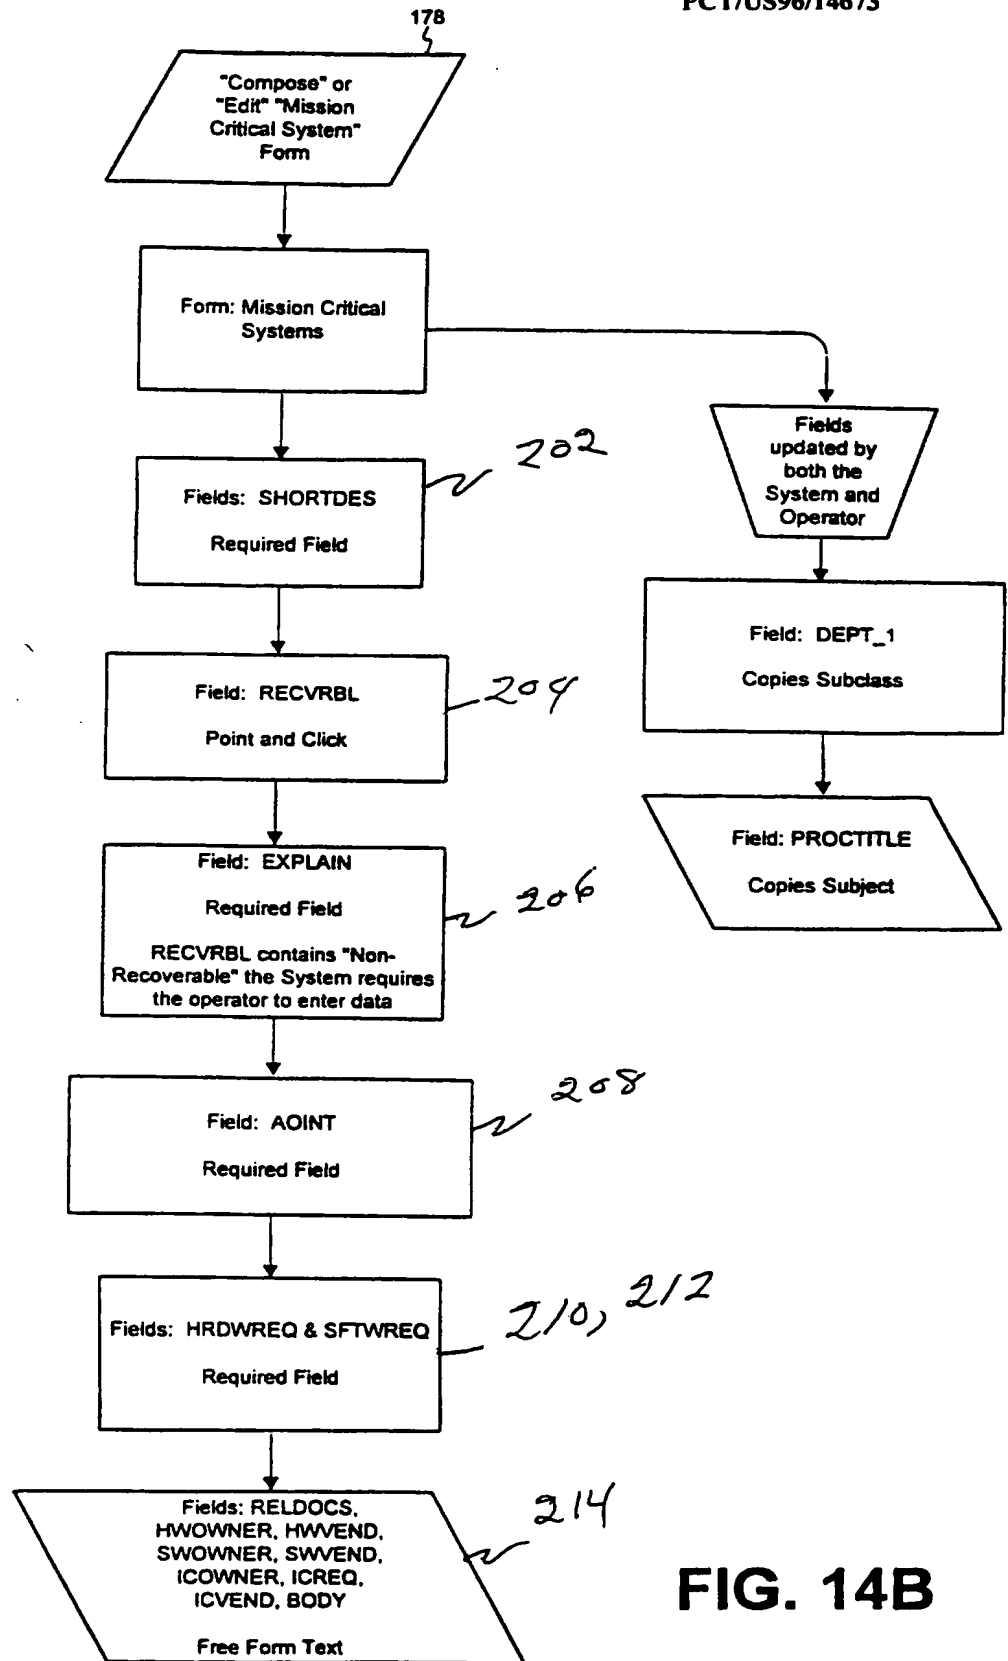 PCT/US96/14673
178
"Compose" or
"Edit" "Mission
Critical System"
Form
Form: Mission Critical
Systems
Fields
updated by
both the
System and
Operator
Fields: SHORTDES
Required Field
202
Field: DEPT_1
Copies Subclass
Field: RECVRBL
Point and Click
204
Field: PROCTITLE
Copies Subject
Field: EXPLAIN
Required Field
RECVRBL contains "Non-
Recoverable" the System requires
the operator to enter data
206
Field: AOINT
Required Field
208
Fields: HRDWREQ & SFTWREQ
Required Field
210, 212
Fields: RELDOCS,
HWOWNER, HWVEND,
SWOWNER, SWVEND,
ICOWNER, ICREQ,
ICVEND, BODY
Free Form Text
214
FIG. 14B